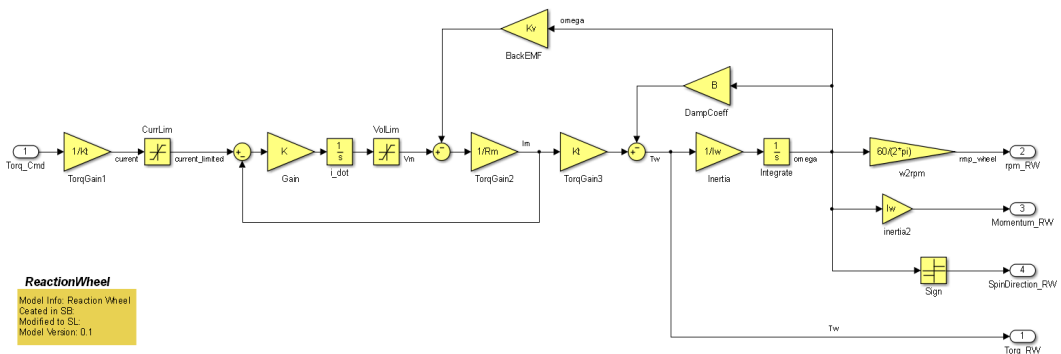 omega
Kv
BackEMF
B
DampCoeff
CurrLim
VolLim
1
Torq_Cmd
1/Kt
current
TorqGain1
current_limited
K
Gain
1
s
i_dot
Vm
1/Rm
TorqGain2
Im
Kt
TorqGain3
Tw
1/Iw
Inertia
1
s
Integrate
omega
60/(2*pi)
w2rpm
rmp_wheel
2
rpm_RW
Iw
inertia2
3
Momentum_RW
Sign
4
SpinDirection_RW
Tw
1
Torq_RW
ReactionWheel
Model Info: Reaction Wheel
Ceated in SB:
Modified to SL:
Model Version: 0.1